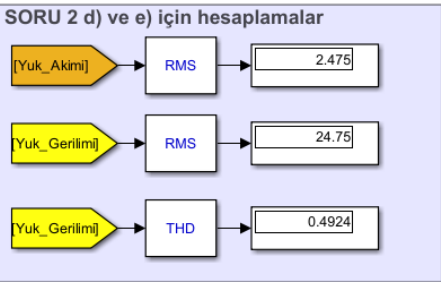 SORU 2 d) ve e) için hesaplamalar
[Yuk_Akimi] RMS 2.475
[Yuk_Gerilimi] RMS 24.75
[Yuk_Gerilimi] THD 0.4924